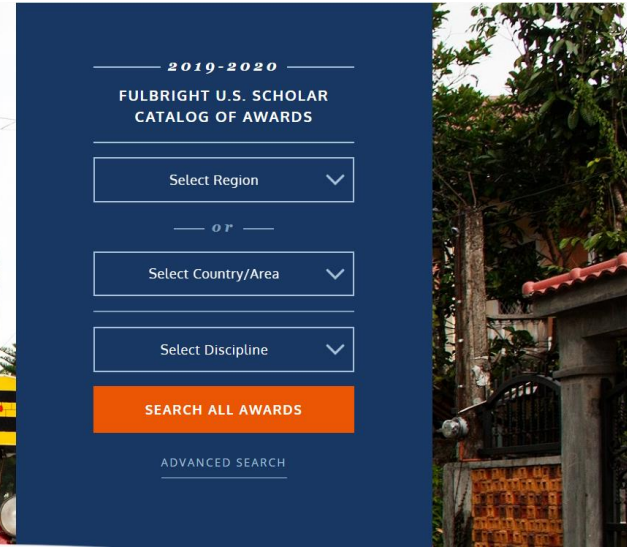 2019-2020
FULBRIGHT U.S. SCHOLAR
CATALOG OF AWARDS
Select Region
or
Select Country/Area
Select Discipline
SEARCH ALL AWARDS
ADVANCED SEARCH